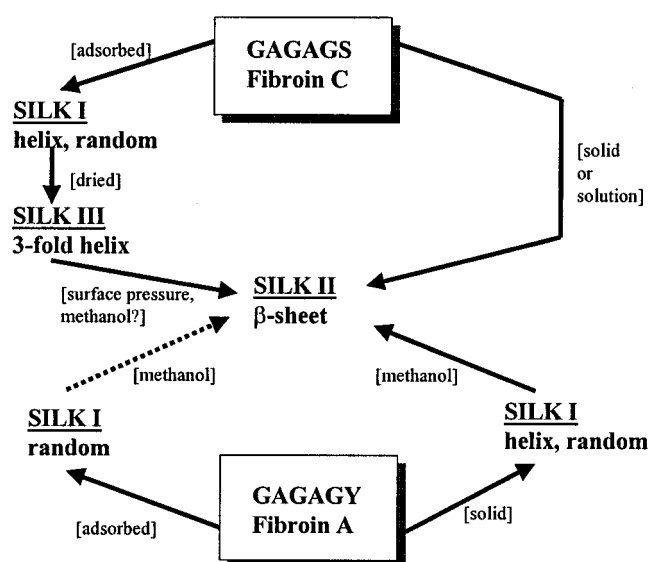 [adsorbed]
GAGAGS
Fibroin C
SILK I
helix, random
[dried]
[solid
or
solution]
SILK III
3-fold helix
[surface pressure,
methanol?]
SILK II
β-sheet
[methanol]
[methanol]
SILK I
random
SILK I
helix, random
GAGAGY
Fibroin A
[adsorbed]
[solid]